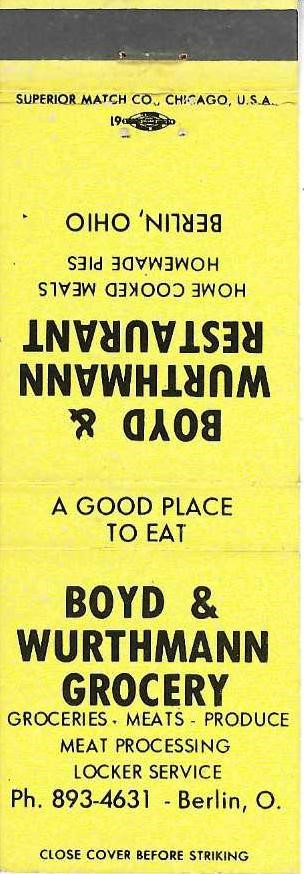 SUPERIOR MATCH CO., CHICAGO, U.S.A.
19
BOYD &
WURTHMANN
RESTAURANT
HOME COOKED MEALS
HOMEMADE PIES
BERLIN, OHIO
A GOOD PLACE
TO EAT
BOYD &
WURTHMANN
GROCERY
GROCERIES - MEATS - PRODUCE
MEAT PROCESSING
LOCKER SERVICE
Ph. 893-4631 - Berlin, O.
CLOSE COVER BEFORE STRIKING